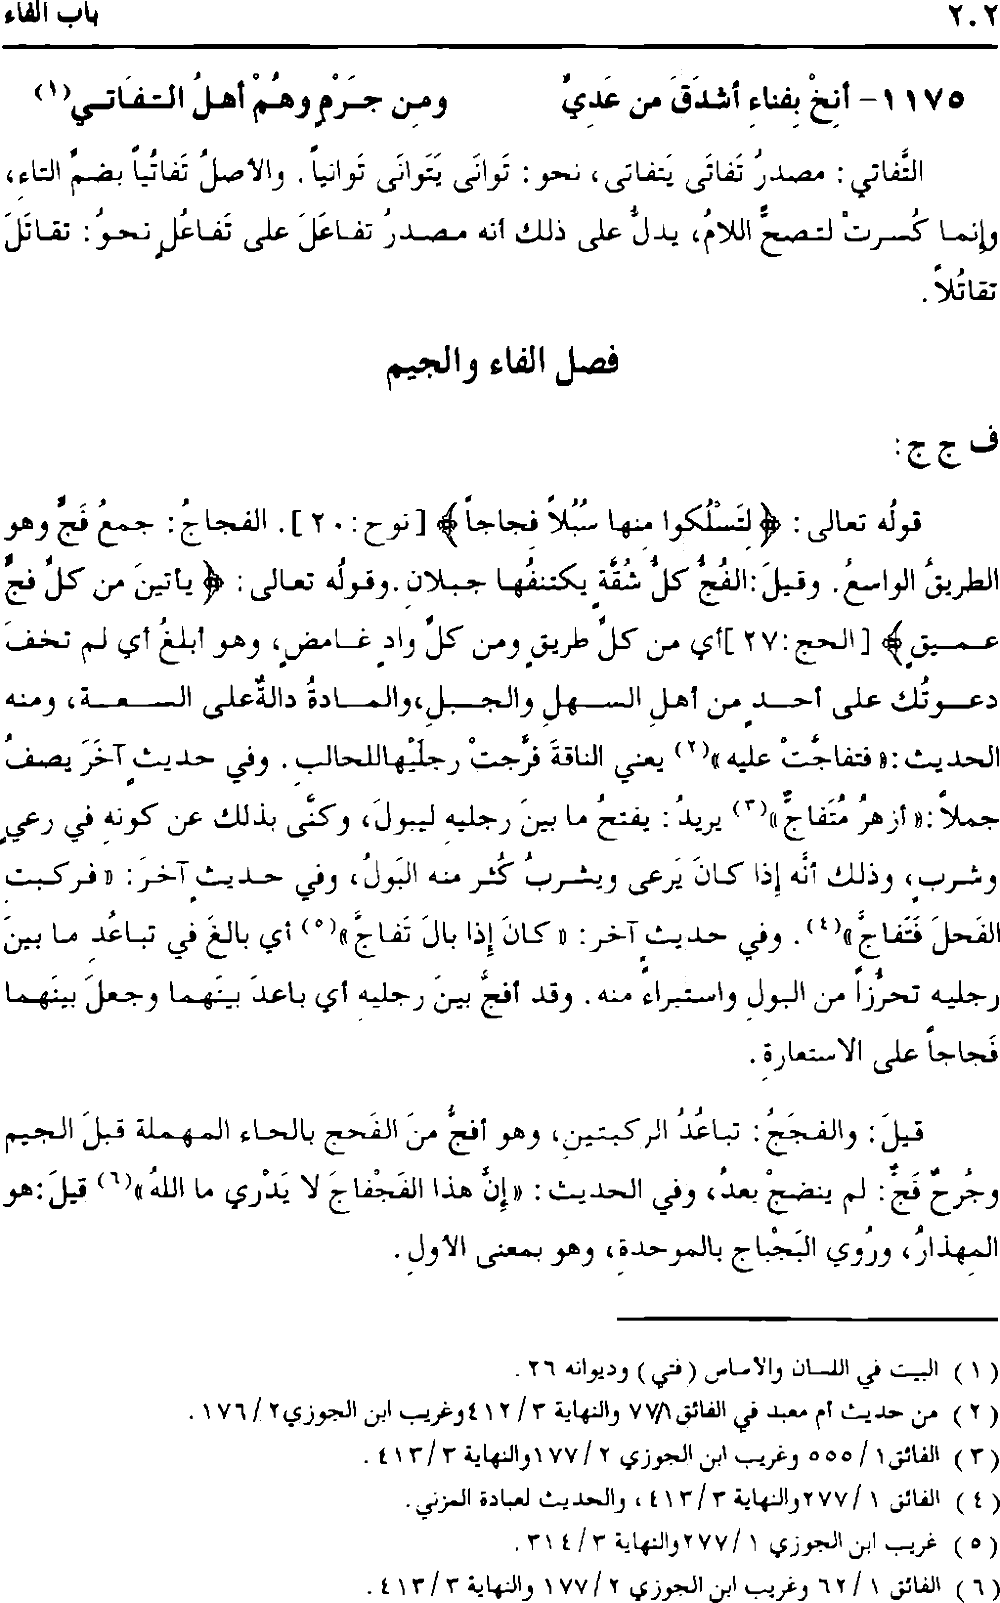 ٢٠٢ باب الفاء
١١٧٥- أنِخْ بِفِناءِ أشدَقَ من عَدِيٍّ ومِن جَرْمٍ وهُمْ أهلُ التفَاتي(١)
التَّفاتي: مصدرُ تَفاتَى يَتفاتى، نحو: تَوانَى يَتَوانَى تَوانياً. والأصلُ تَفاتُياً بضمِّ التاءِ،
وإنما كُسرتْ لتصحَّ اللامُ، يدلُّ على ذلك أنه مصدرُ تفاعَلَ على تَفاعُلٍ نحوُ: تقاتَلَ
تقاتُلاً.
فصل الفاء والجيم
ف ج ج:
قولُه تعالى: ﴿لتَسْلُكوا مِنها سُبُلاً فجاجاً﴾ [نوح: ٢٠]. الفجاجُ: جمعُ فَجٍّ وهو
الطريقُ الواسعُ. وقيلَ: الفُجُّ كلُّ شُقَّةٍ يكتنفُها جبلانِ. وقولُه تعالى: ﴿يأتينَ من كلِّ فجٍّ
عميقٍ﴾ [الحج: ٢٧] أي من كلِّ طريقٍ ومن كلِّ وادٍ غامضٍ، وهو أبلغُ أي لم تخفَ
دعوتُك على أحدٍ من أهلِ السهلِ والجبلِ، والمادةُ دالةٌ على السعة، ومنه
الحديث: «فتفاجَّتْ عليه»(٢) يعني الناقةَ فرَّجتْ رجلَيْها للحالبِ. وفي حديثٍ آخَرَ يصفُ
جملاً: «أزهرُ مُتَفاجٌّ»(٣) يريدُ: يفتحُ ما بينَ رجليهِ ليبولَ، وكنَّى بذلك عن كونهِ في رعيٍ
وشربٍ، وذلك أنَّه إذا كانَ يَرعى ويشربُ كُثر منه البَولُ، وفي حديثٍ آخرَ: «فركبتِ
الفَحلَ فَتَفاجَّ»(٤). وفي حديثٍ آخر: «كانَ إذا بالَ تَفاجَّ»(٥) أي بالغَ في تباعُدِ ما بينَ
رجليه تحرُّزاً من البولِ واستبراءً منه. وقد أفجَّ بينَ رجليهِ أي باعدَ بينَهما وجعلَ بينَهما
فَجاجاً على الاستعارةِ.
قيلَ: والفجَجُ: تباعُدُ الركبتينِ، وهو أفجُّ منَ الفَحج بالحاء المهملة قبلَ الجيم
وجُرحٌ فَجٌّ: لم ينضجْ بعدُ، وفي الحديث: «إنَّ هذا الفَجْفاجَ لا يَدْري ما اللهُ»(٦) قيلَ: هو
المِهذارُ، ورُوي البَجْباج بالموحدةِ، وهو بمعنى الأولِ.
(١) البيت في اللسان والأساس (فتي) وديوانه ٢٦.
(٢) من حديث أم معبد في الفائق ٧٧/١ والنهاية ٤١٢/٣ وغريب ابن الجوزي ١٧٦/٢.
(٣) الفائق ٥٥٥/١ وغريب ابن الجوزي ١٧٧/٢ والنهاية ٤١٣/٣.
(٤) الفائق ٢٧٧/١ والنهاية ٤١٣/٣، والحديث لعبادة المزني.
(٥) غريب ابن الجوزي ٢٧٧/١ والنهاية ٣١٤/٣.
(٦) الفائق ٦٢/١ وغريب ابن الجوزي ١٧٧/٢ والنهاية ٤١٣/٣.